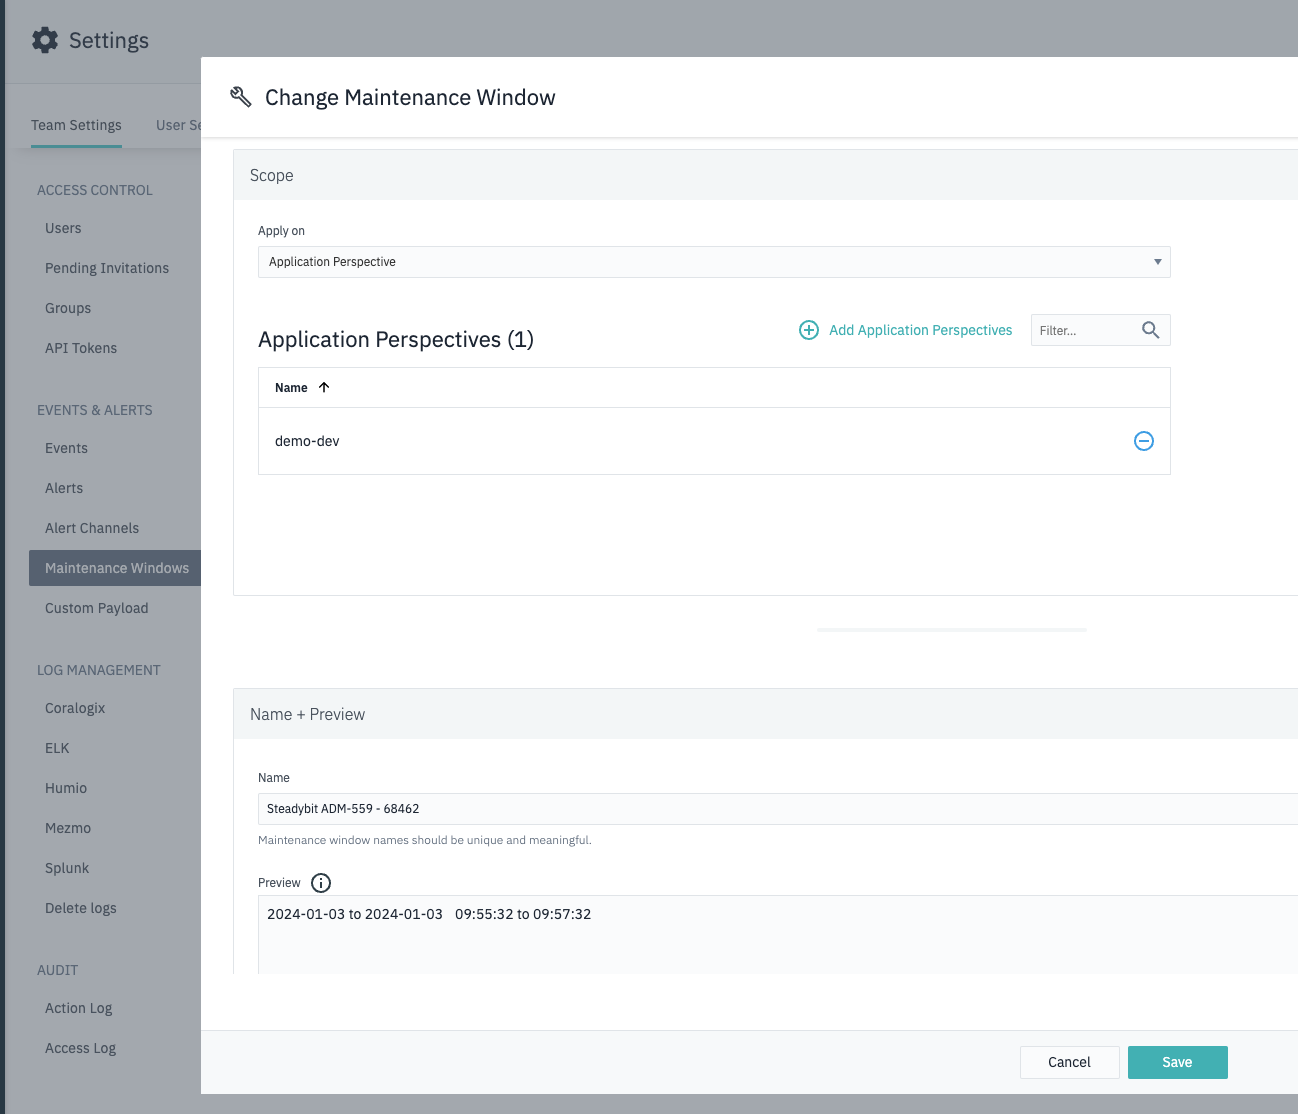 Settings
Team Settings
User Se
ACCESS CONTROL
Users
Pending Invitations
Groups
API Tokens
EVENTS & ALERTS
Events
Alerts
Alert Channels
Maintenance Windows
Custom Payload
LOG MANAGEMENT
Coralogix
ELK
Humio
Mezmo
Splunk
Delete logs
AUDIT
Action Log
Access Log
Change Maintenance Window
Scope
Apply on
Application Perspective
Application Perspectives (1)
Add Application Perspectives
Filter...
Name
demo-dev
Name + Preview
Name
Steadybit ADM-559 - 68462
Maintenance window names should be unique and meaningful.
Preview
2024-01-03 to 2024-01-03 09:55:32 to 09:57:32
Cancel
Save